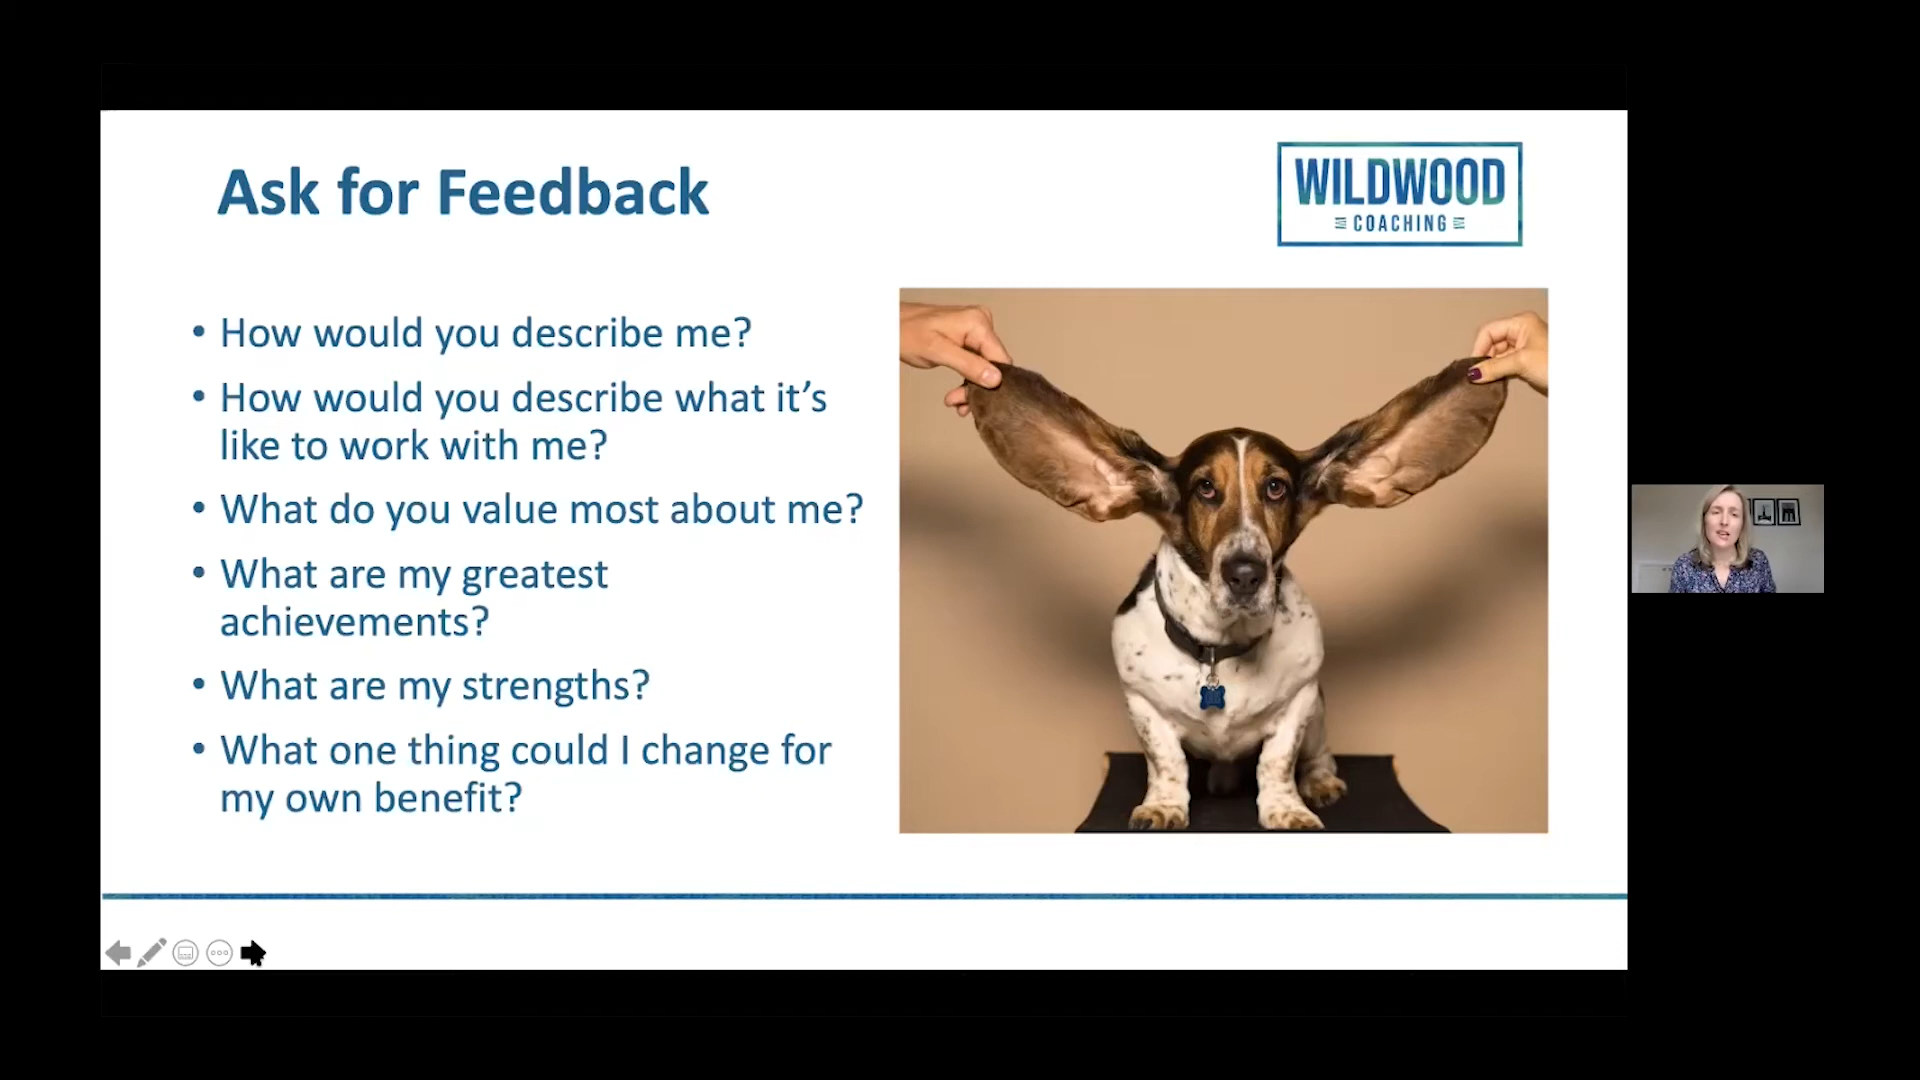 Ask for Feedback
WILDWOOD
COACHING
• How would you describe me?
• How would you describe what it's
like to work with me?
• What do you value most about me?
• What are my greatest
achievements?
• What are my strengths?
• What one thing could I change for
my own benefit?